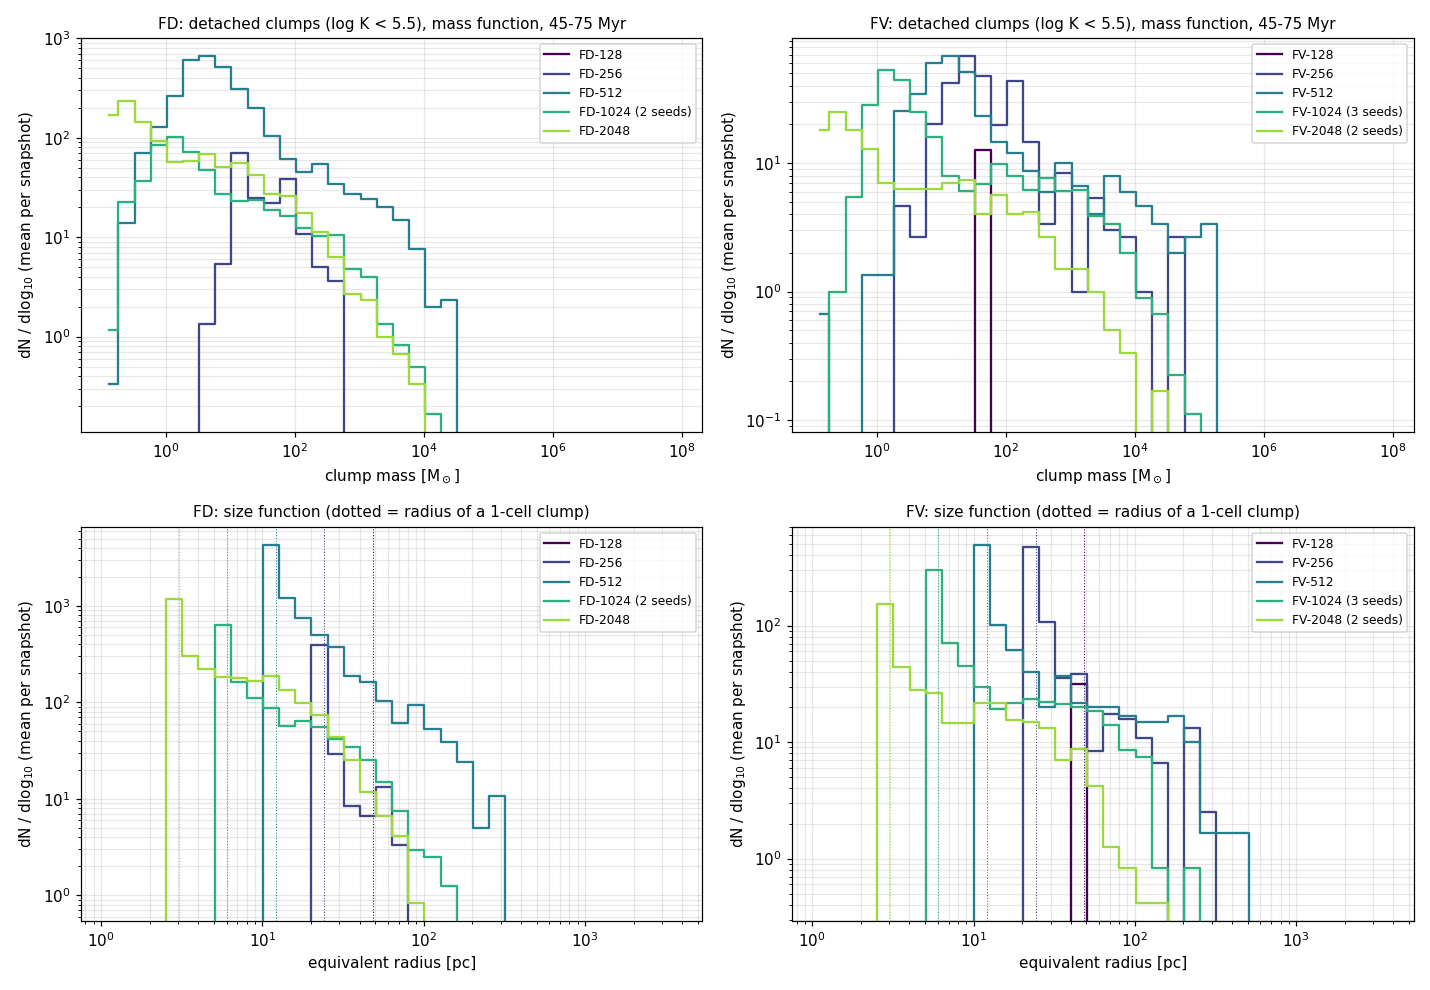 FD: detached clumps (log K < 5.5), mass function, 45-75 Myr
dN / dlog₁₀ (mean per snapshot)
10³
10²
10¹
10⁰
FD-128
FD-256
FD-512
FD-1024 (2 seeds)
FD-2048
10⁰ 10² 10⁴ 10⁶ 10⁸
clump mass [M⊙]
FV: detached clumps (log K < 5.5), mass function, 45-75 Myr
dN / dlog₁₀ (mean per snapshot)
10¹
10⁰
10⁻¹
FV-128
FV-256
FV-512
FV-1024 (3 seeds)
FV-2048 (2 seeds)
10⁰ 10² 10⁴ 10⁶ 10⁸
clump mass [M⊙]
FD: size function (dotted = radius of a 1-cell clump)
dN / dlog₁₀ (mean per snapshot)
10³
10²
10¹
10⁰
FD-128
FD-256
FD-512
FD-1024 (2 seeds)
FD-2048
10⁰ 10¹ 10² 10³
equivalent radius [pc]
FV: size function (dotted = radius of a 1-cell clump)
dN / dlog₁₀ (mean per snapshot)
10²
10¹
10⁰
FV-128
FV-256
FV-512
FV-1024 (3 seeds)
FV-2048 (2 seeds)
10⁰ 10¹ 10² 10³
equivalent radius [pc]